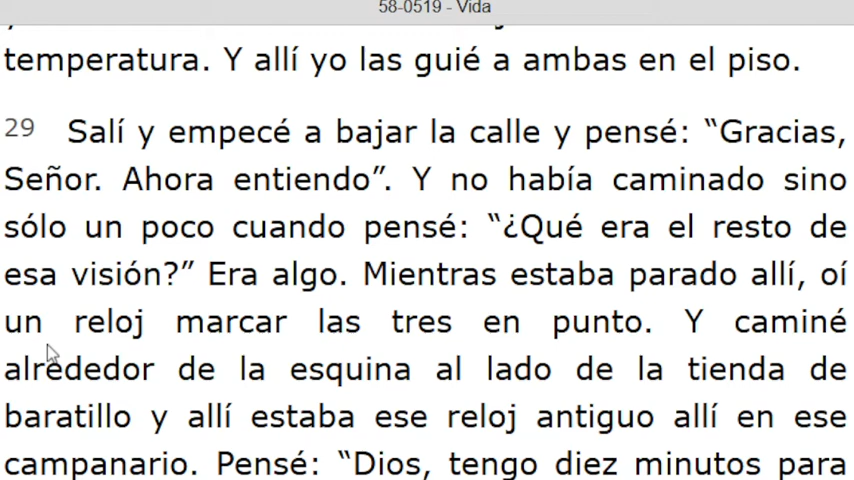 58-0519 - Vida
temperatura. Y allí yo las guié a ambas en el piso.
29 Salí y empecé a bajar la calle y pensé: “Gracias,
Señor. Ahora entiendo”. Y no había caminado sino
sólo un poco cuando pensé: “¿Qué era el resto de
esa visión?” Era algo. Mientras estaba parado allí, oí
un reloj marcar las tres en punto. Y caminé
alrededor de la esquina al lado de la tienda de
baratillo y allí estaba ese reloj antiguo allí en ese
campanario. Pensé: “Dios, tengo diez minutos para